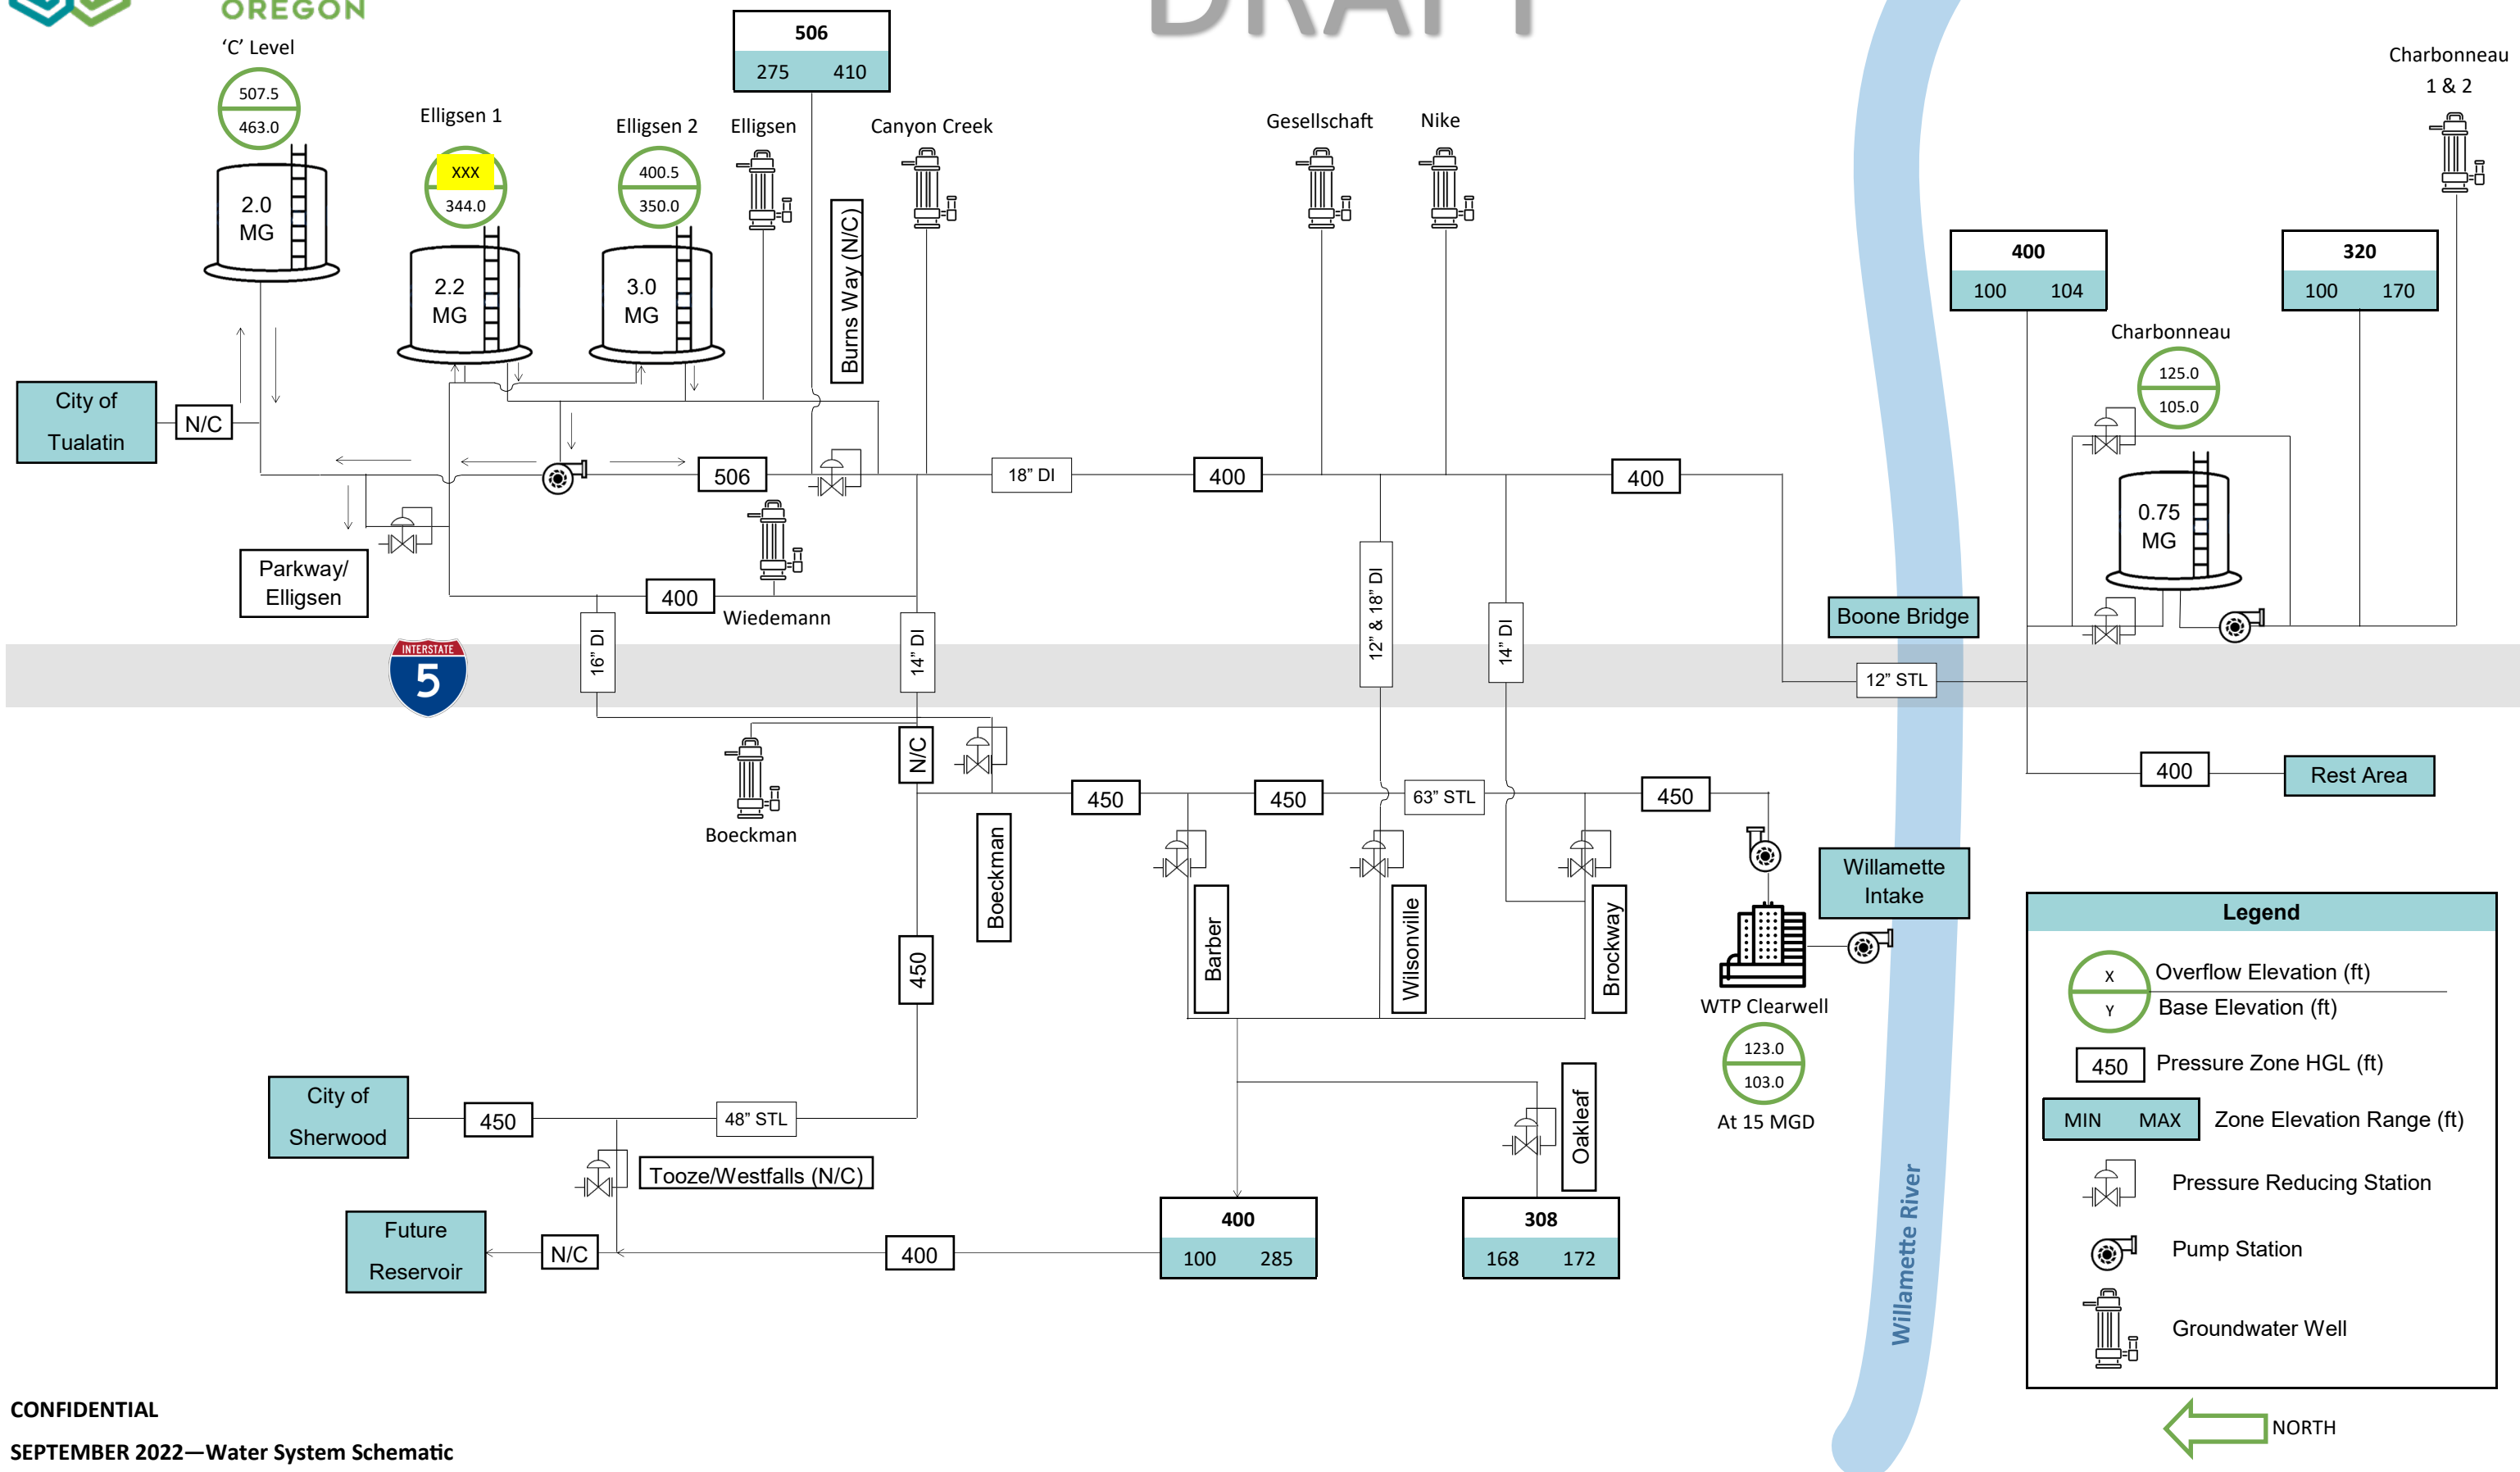 OREGON
DRAFT
'C' Level
507.5
463.0
2.0
MG
Elligsen 1
XXX
344.0
2.2
MG
Elligsen 2
400.5
350.0
3.0
MG
Elligsen
506
275 410
Burns Way (N/C)
Canyon Creek
Gesellschaft
Nike
Charbonneau
1 & 2
400
100 104
320
100 170
Charbonneau
125.0
105.0
0.75
MG
City of
Tualatin
N/C
506
18” DI
400
400
Parkway/
Elligsen
400
Wiedemann
INTERSTATE
5
16” DI
14” DI
12” & 18” DI
14” DI
Boone Bridge
12” STL
N/C
Boeckman
Boeckman
450
450
63” STL
450
400
Rest Area
Barber
Wilsonville
Brockway
Willamette
Intake
WTP Clearwell
123.0
103.0
At 15 MGD
450
City of
Sherwood
450
48” STL
Tooze/Westfalls (N/C)
Oakleaf
Future
Reservoir
N/C
400
400
100 285
308
168 172
Willamette River
Legend
X Overflow Elevation (ft)
Y Base Elevation (ft)
450 Pressure Zone HGL (ft)
MIN MAX Zone Elevation Range (ft)
Pressure Reducing Station
Pump Station
Groundwater Well
NORTH
CONFIDENTIAL
SEPTEMBER 2022—Water System Schematic